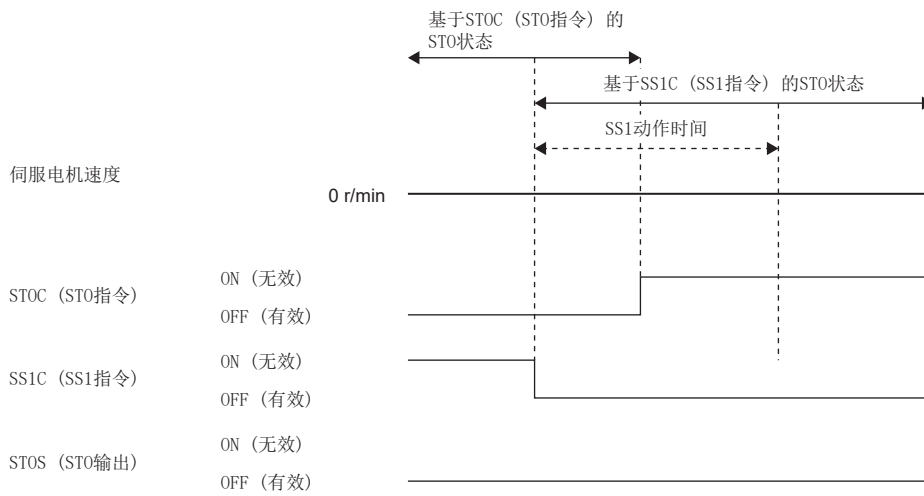 基于STOC（STO指令）的
STO状态
基于SS1C（SS1指令）的STO状态
SS1动作时间
伺服电机速度
0 r/min
STOC（STO指令）
ON（无效）
OFF（有效）
SS1C（SS1指令）
ON（无效）
OFF（有效）
STOS（STO输出）
ON（无效）
OFF（有效）